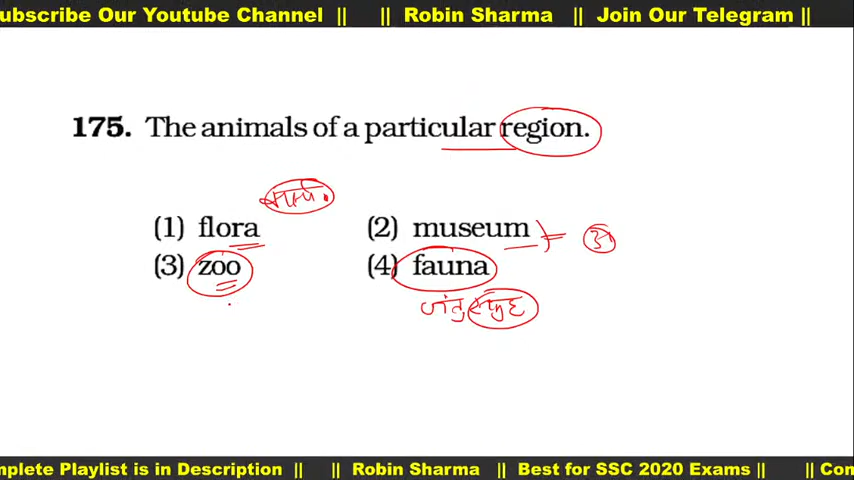 ubscribe Our Youtube Channel || || Robin Sharma || Join Our Telegram ||
175. The animals of a particular region.
(1) flora (2) museum
(3) zoo (4) fauna
जंतु समूह
mplete Playlist is in Description || || Robin Sharma || Best for SSC 2020 Exams || || Con